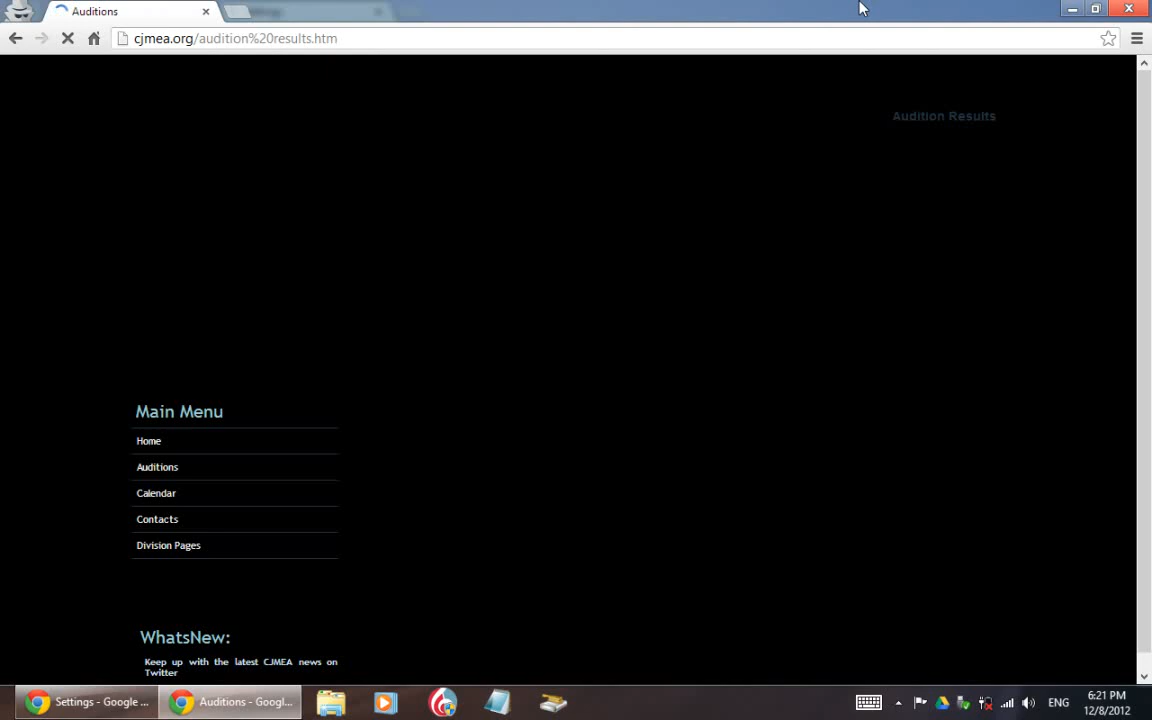 Auditions
cjmea.org/audition%20results.htm
Audition Results
Main Menu
Home
Auditions
Calendar
Contacts
Division Pages
WhatsNew:
Keep up with the latest CJMEA news on
Twitter
Settings - Google ...
Auditions - Googl...
ENG
6:21 PM
12/8/2012